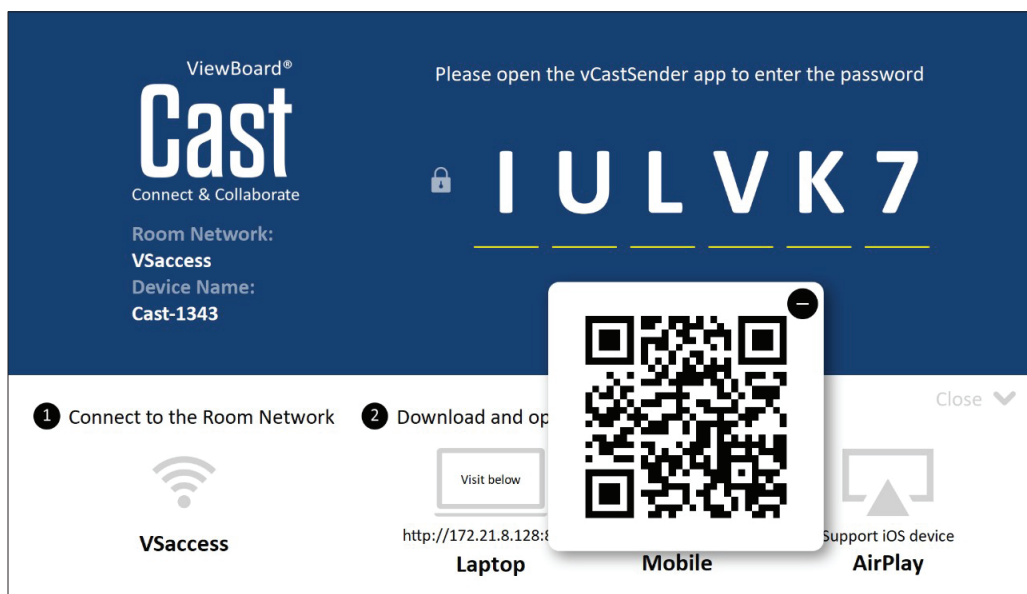 ViewBoard®
Cast
Connect & Collaborate
Room Network:
VSaccess
Device Name:
Cast-1343
Please open the vCastSender app to enter the password
I U L V K 7
1 Connect to the Room Network
2 Download and op
Close
VSaccess
Visit below
http://172.21.8.128:
Laptop
Mobile
Support iOS device
AirPlay